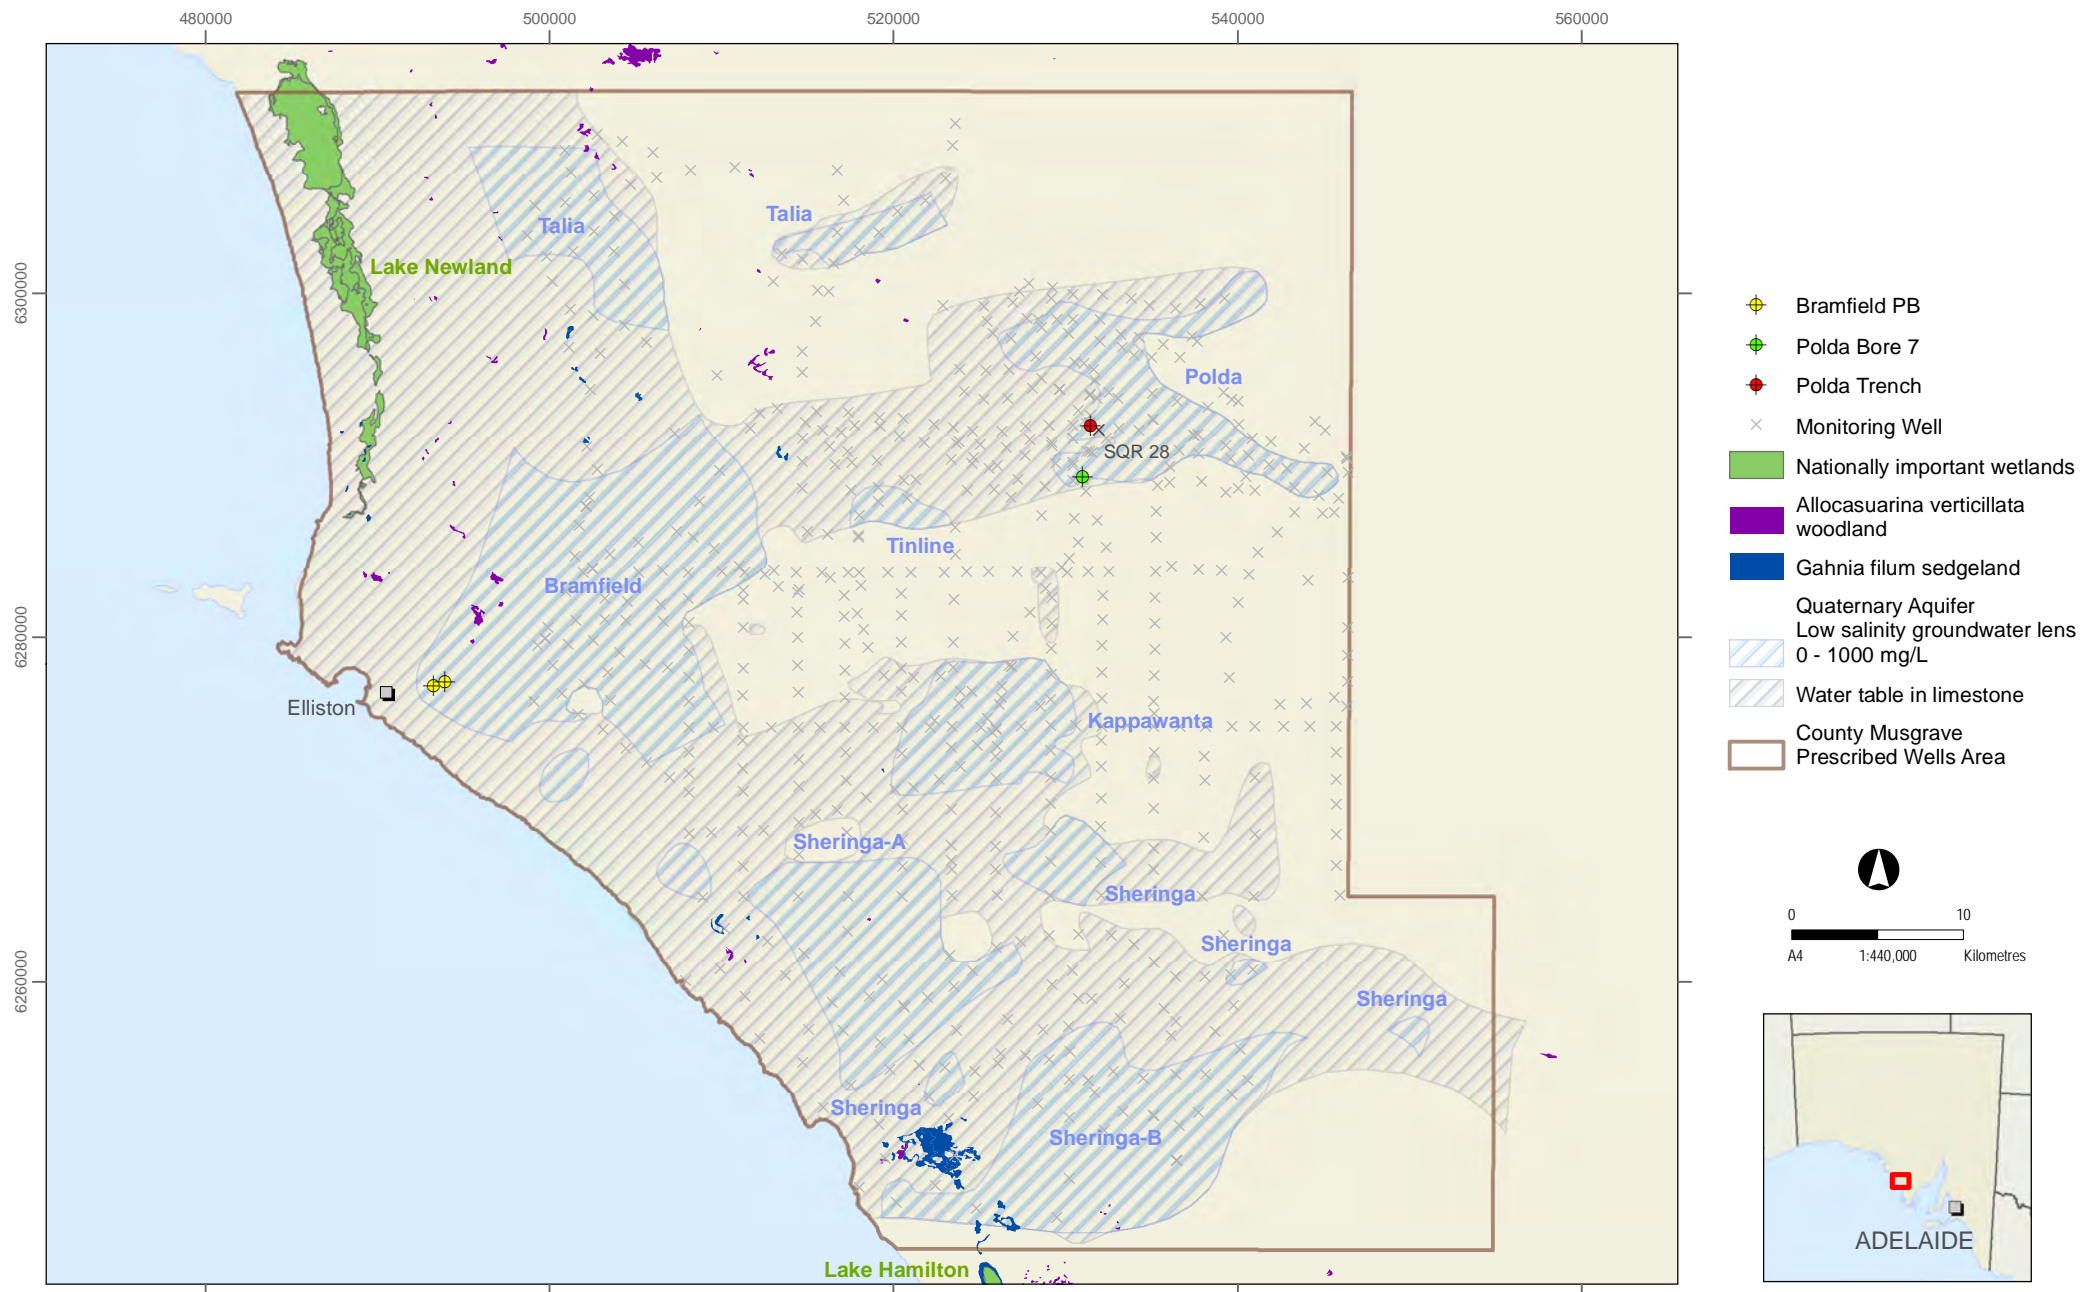 480000
500000
520000
540000
560000
6300000
6280000
6260000
Talia
Talia
Lake Newland
Polda
SQR 28
Tinline
Bramfield
Elliston
Kappawanta
Sheringa-A
Sheringa
Sheringa
Sheringa
Sheringa
Sheringa-B
Lake Hamilton
Bramfield PB
Polda Bore 7
Polda Trench
Monitoring Well
Nationally important wetlands
Allocasuarina verticillata
woodland
Gahnia filum sedgeland
Quaternary Aquifer
Low salinity groundwater lens
0 - 1000 mg/L
Water table in limestone
County Musgrave
Prescribed Wells Area
0 10
A4 1:440,000 Kilometres
ADELAIDE